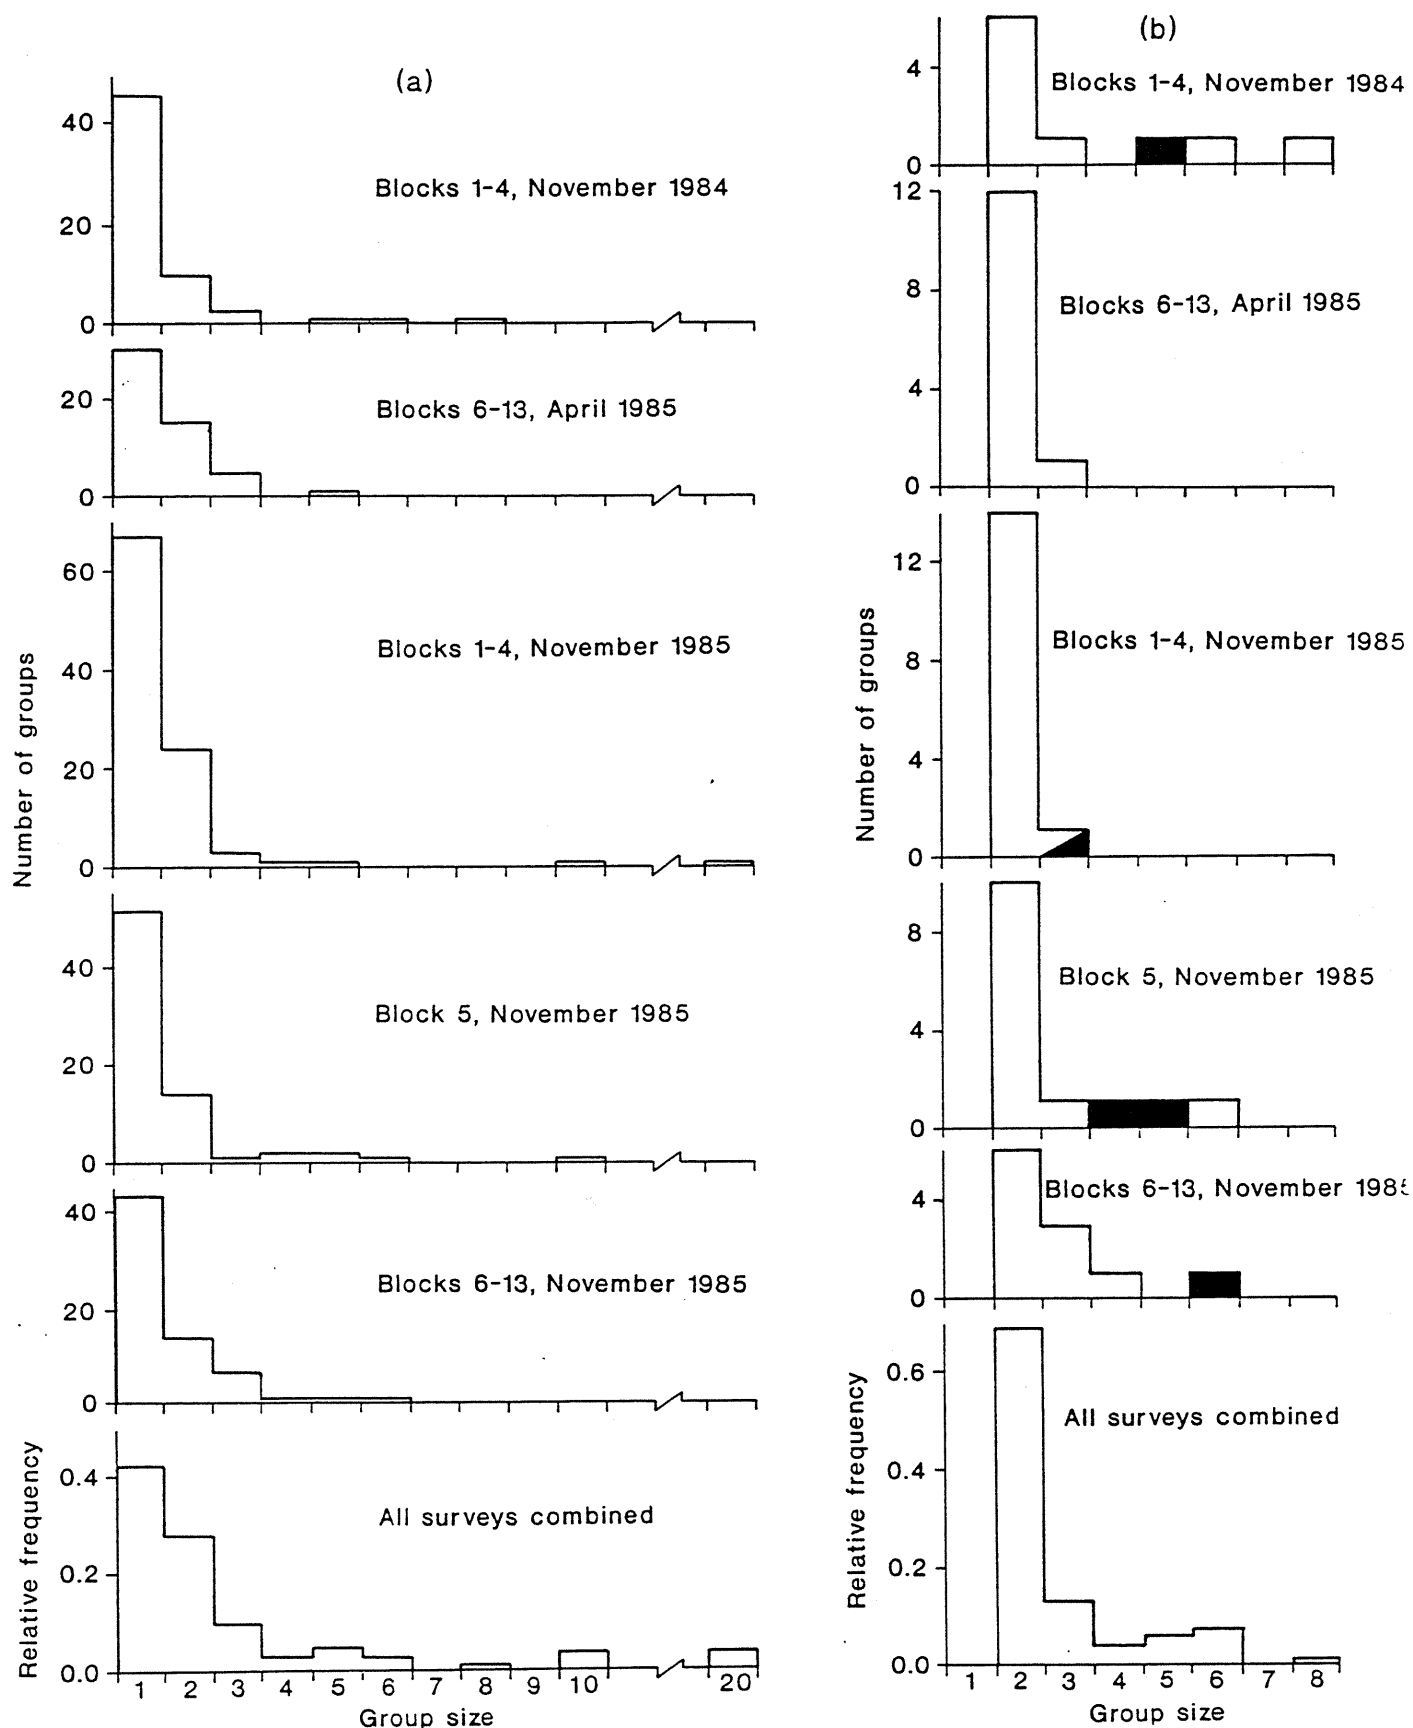 (a)
40
20
0
Blocks 1-4, November 1984
20
0
Blocks 6-13, April 1985
60
40
20
0
Blocks 1-4, November 1985
40
20
0
Block 5, November 1985
40
20
0
Blocks 6-13, November 1985
Number of groups
0.4
0.2
0.0
All surveys combined
Relative frequency
1 2 3 4 5 6 7 8 9 10 20
Group size
(b)
4
0
Blocks 1-4, November 1984
12
8
4
0
Blocks 6-13, April 1985
12
8
4
0
Blocks 1-4, November 1985
8
4
0
Block 5, November 1985
4
0
Blocks 6-13, November 1985
Number of groups
0.6
0.4
0.2
0.0
All surveys combined
Relative frequency
1 2 3 4 5 6 7 8
Group size